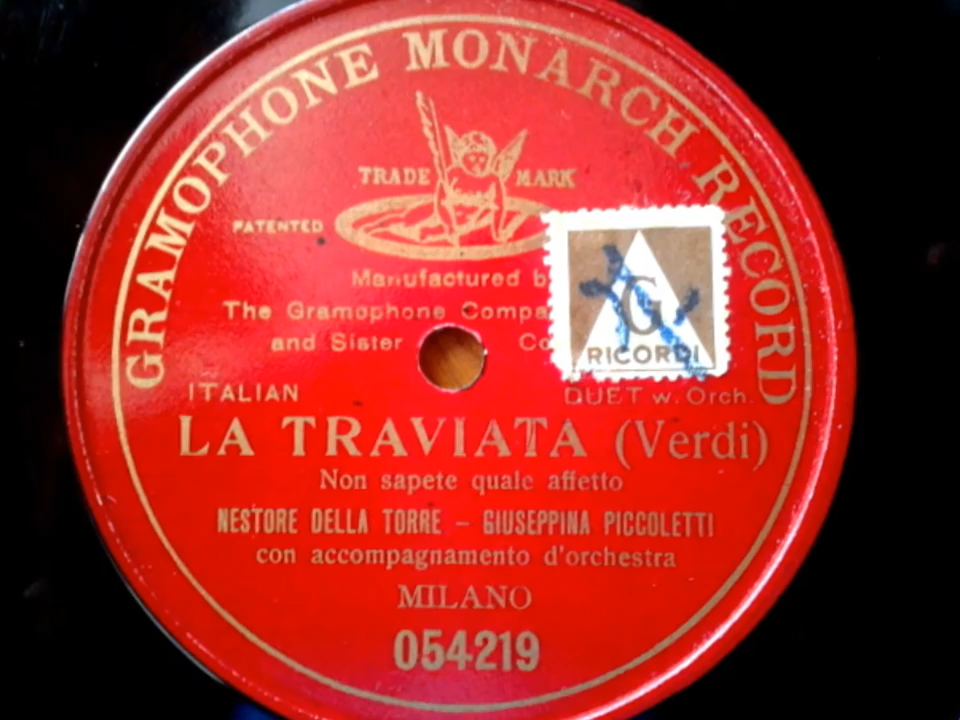 GRAMOPHONE MONARCH RECORD
TRADE MARK
PATENTED
Manufactured
The Gramophone
and Sister
G
RICORDI
ITALIAN DUET w. Orch.
LA TRAVIATA (Verdi)
Non sapete quale affetto
NESTORE DELLA TORRE - GIUSEPPINA PICCOLETTI
con accompagnamento d'orchestra
MILANO
054219